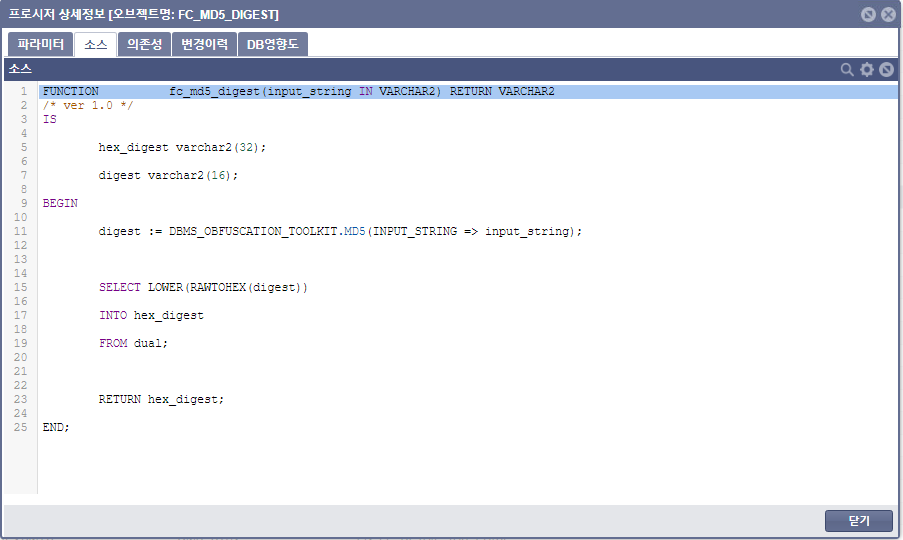 프로시저 상세정보 [오브젝트명: FC_MD5_DIGEST]
파라미터 소스 의존성 변경이력 DB영향도
소스
1 FUNCTION fc_md5_digest(input_string IN VARCHAR2) RETURN VARCHAR2
2 /* ver 1.0 */
3 IS
4
5 hex_digest varchar2(32);
6
7 digest varchar2(16);
8
9 BEGIN
10
11 digest := DBMS_OBFUSCATION_TOOLKIT.MD5(INPUT_STRING => input_string);
12
13
14
15 SELECT LOWER(RAWTOHEX(digest))
16
17 INTO hex_digest
18
19 FROM dual;
20
21
22
23 RETURN hex_digest;
24
25 END;
닫기